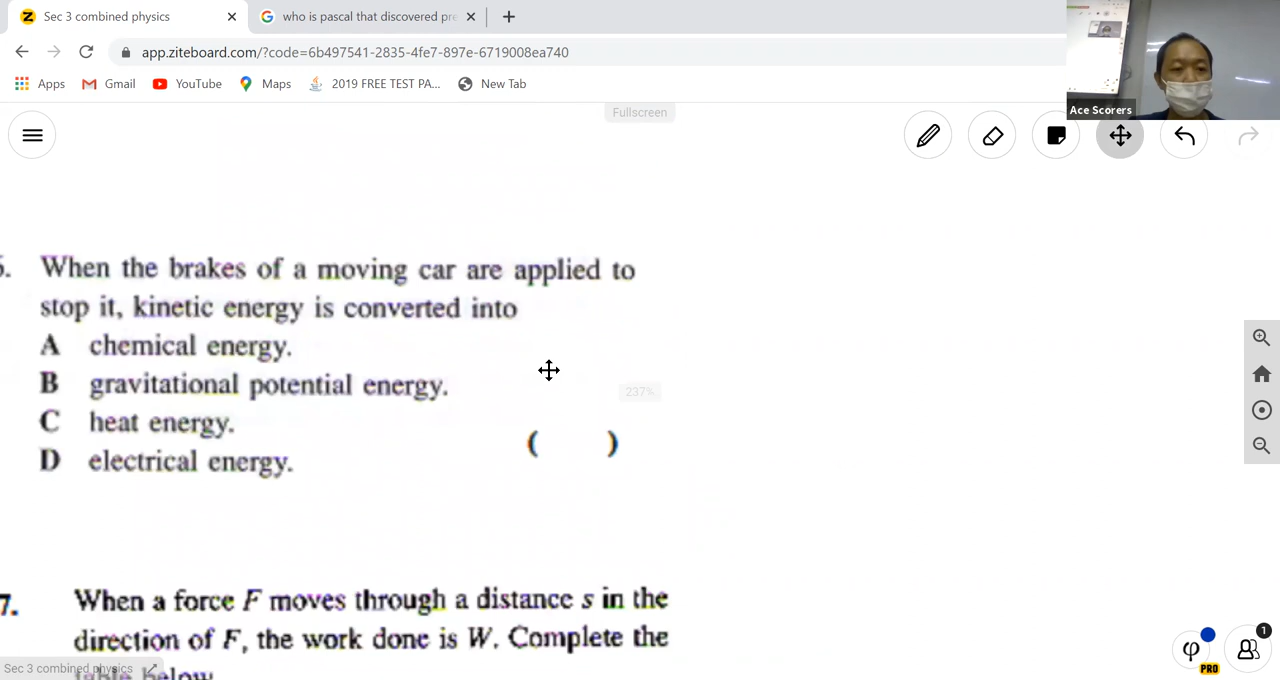 Sec 3 combined physics
who is pascal that discovered pre
app.ziteboard.com/?code=6b497541-2835-4fe7-897e-6719008ea740
Apps
Gmail
YouTube
Maps
2019 FREE TEST PA...
New Tab
Ace Scorers
Fullscreen
When the brakes of a moving car are applied to
stop it, kinetic energy is converted into
A chemical energy.
B gravitational potential energy.
237%
C heat energy.
( )
D electrical energy.
7. When a force F moves through a distance s in the
direction of F, the work done is W. Complete the
table below
Sec 3 combined physics
1
φ
PRO